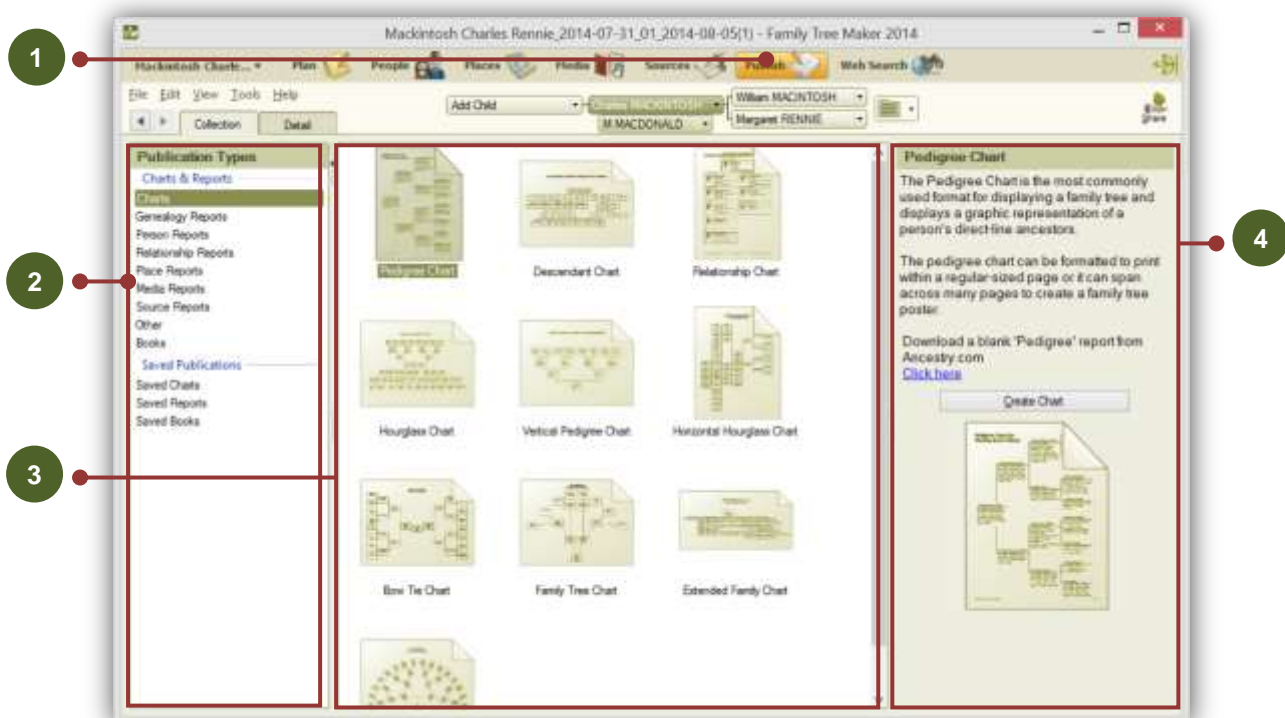 Mackintosh Charles Rennie_2014-07-31_01_2014-08-05(1) - Family Tree Maker 2014
1
Mackintosh Charle... Plan People Places Media Sources Publish Web Search
File Edit View Tools Help
Collection Detail
Add Child
Charles MACKINTOSH
M MACDONALD
William MACINTOSH
Margaret RENNIE
share
Publication Types
Charts & Reports
Charts
Genealogy Reports
Person Reports
Relationship Reports
Place Reports
2
Media Reports
Source Reports
Other
Books
Saved Publications
Saved Charts
Saved Reports
Saved Books
3
Pedigree Chart
Descendant Chart
Relationship Chart
Hourglass Chart
Vertical Pedigree Chart
Horizontal Hourglass Chart
Bow Tie Chart
Family Tree Chart
Extended Family Chart
Pedigree Chart
The Pedigree Chart is the most commonly
used format for displaying a family tree and
displays a graphic representation of a
person's direct-line ancestors.
4
The pedigree chart can be formatted to print
within a regular-sized page or it can span
across many pages to create a family tree
poster.
Download a blank 'Pedigree' report from
Ancestry.com
Click here
Create Chart